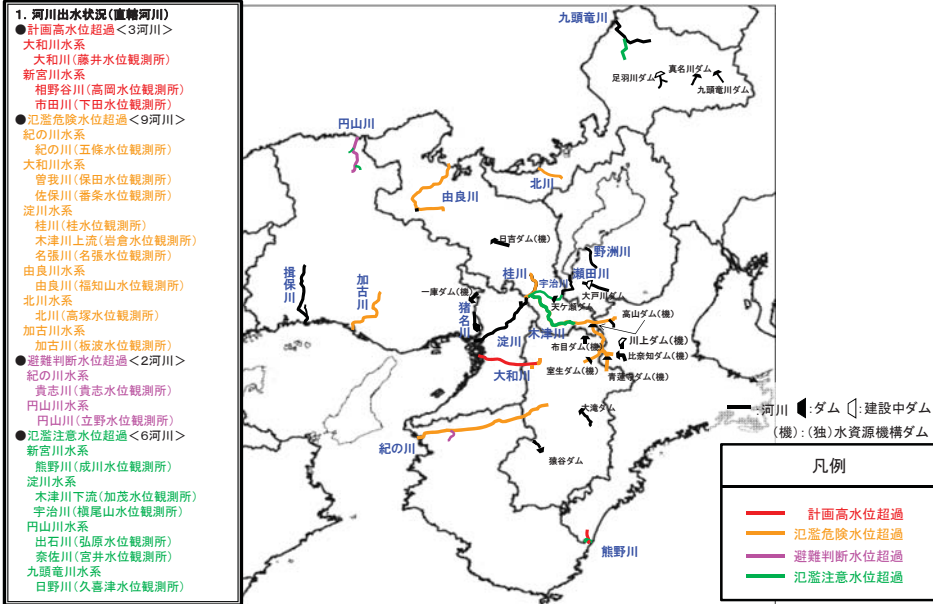 1. 河川出水状況(直轄河川)
●計画高水位超過<3河川>
大和川水系
大和川(藤井水位観測所)
新宮川水系
相野谷川(高岡水位観測所)
市田川(下田水位観測所)
●氾濫危険水位超過<9河川>
紀の川水系
紀の川(五條水位観測所)
大和川水系
曽我川(保田水位観測所)
佐保川(番条水位観測所)
淀川水系
桂川(桂水位観測所)
木津川上流(岩倉水位観測所)
名張川(名張水位観測所)
由良川水系
由良川(福知山水位観測所)
北川水系
北川(高塚水位観測所)
加古川水系
加古川(板波水位観測所)
●避難判断水位超過<2河川>
紀の川水系
貴志川(貴志水位観測所)
円山川水系
円山川(立野水位観測所)
●氾濫注意水位超過<6河川>
新宮川水系
熊野川(成川水位観測所)
淀川水系
木津川下流(加茂水位観測所)
宇治川(槇尾山水位観測所)
円山川水系
出石川(弘原水位観測所)
奈佐川(宮井水位観測所)
九頭竜川水系
日野川(久喜津水位観測所)
九頭竜川
足羽川ダム
真名川ダム
九頭竜川ダム
円山川
由良川
北川
日吉ダム(機)
野洲川
桂川
宇治川
瀬田川
大戸川ダム
天ケ瀬ダム
一庫ダム(機)
揖保川
加古川
猪名川
淀川
木津川
高山ダム(機)
布目ダム(機)
川上ダム(機)
比奈知ダム(機)
室生ダム(機)
青蓮寺ダム(機)
大和川
大滝ダム
紀の川
猿谷ダム
熊野川
:河川 :ダム :建設中ダム
(機):(独)水資源機構ダム
凡例
計画高水位超過
氾濫危険水位超過
避難判断水位超過
氾濫注意水位超過